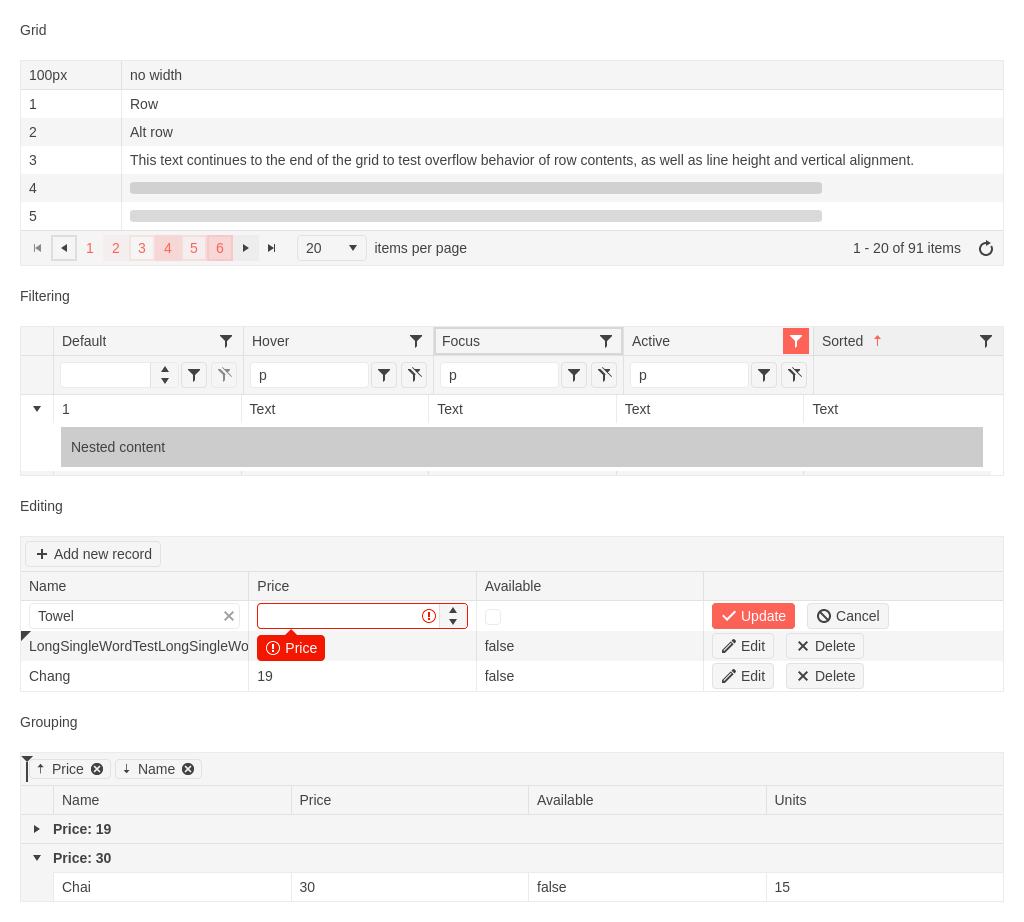 Grid
100px no width
1 Row
2 Alt row
3 This text continues to the end of the grid to test overflow behavior of row contents, as well as line height and vertical alignment.
4
5
1 2 3 4 5 6 20 items per page 1 - 20 of 91 items
Filtering
Default Hover Focus Active Sorted
p p p
1 Text Text Text Text
Nested content
Editing
Add new record
Name Price Available
Towel Update Cancel
LongSingleWordTestLongSingleWo Price false Edit Delete
Chang 19 false Edit Delete
Grouping
Price Name
Name Price Available Units
Price: 19
Price: 30
Chai 30 false 15